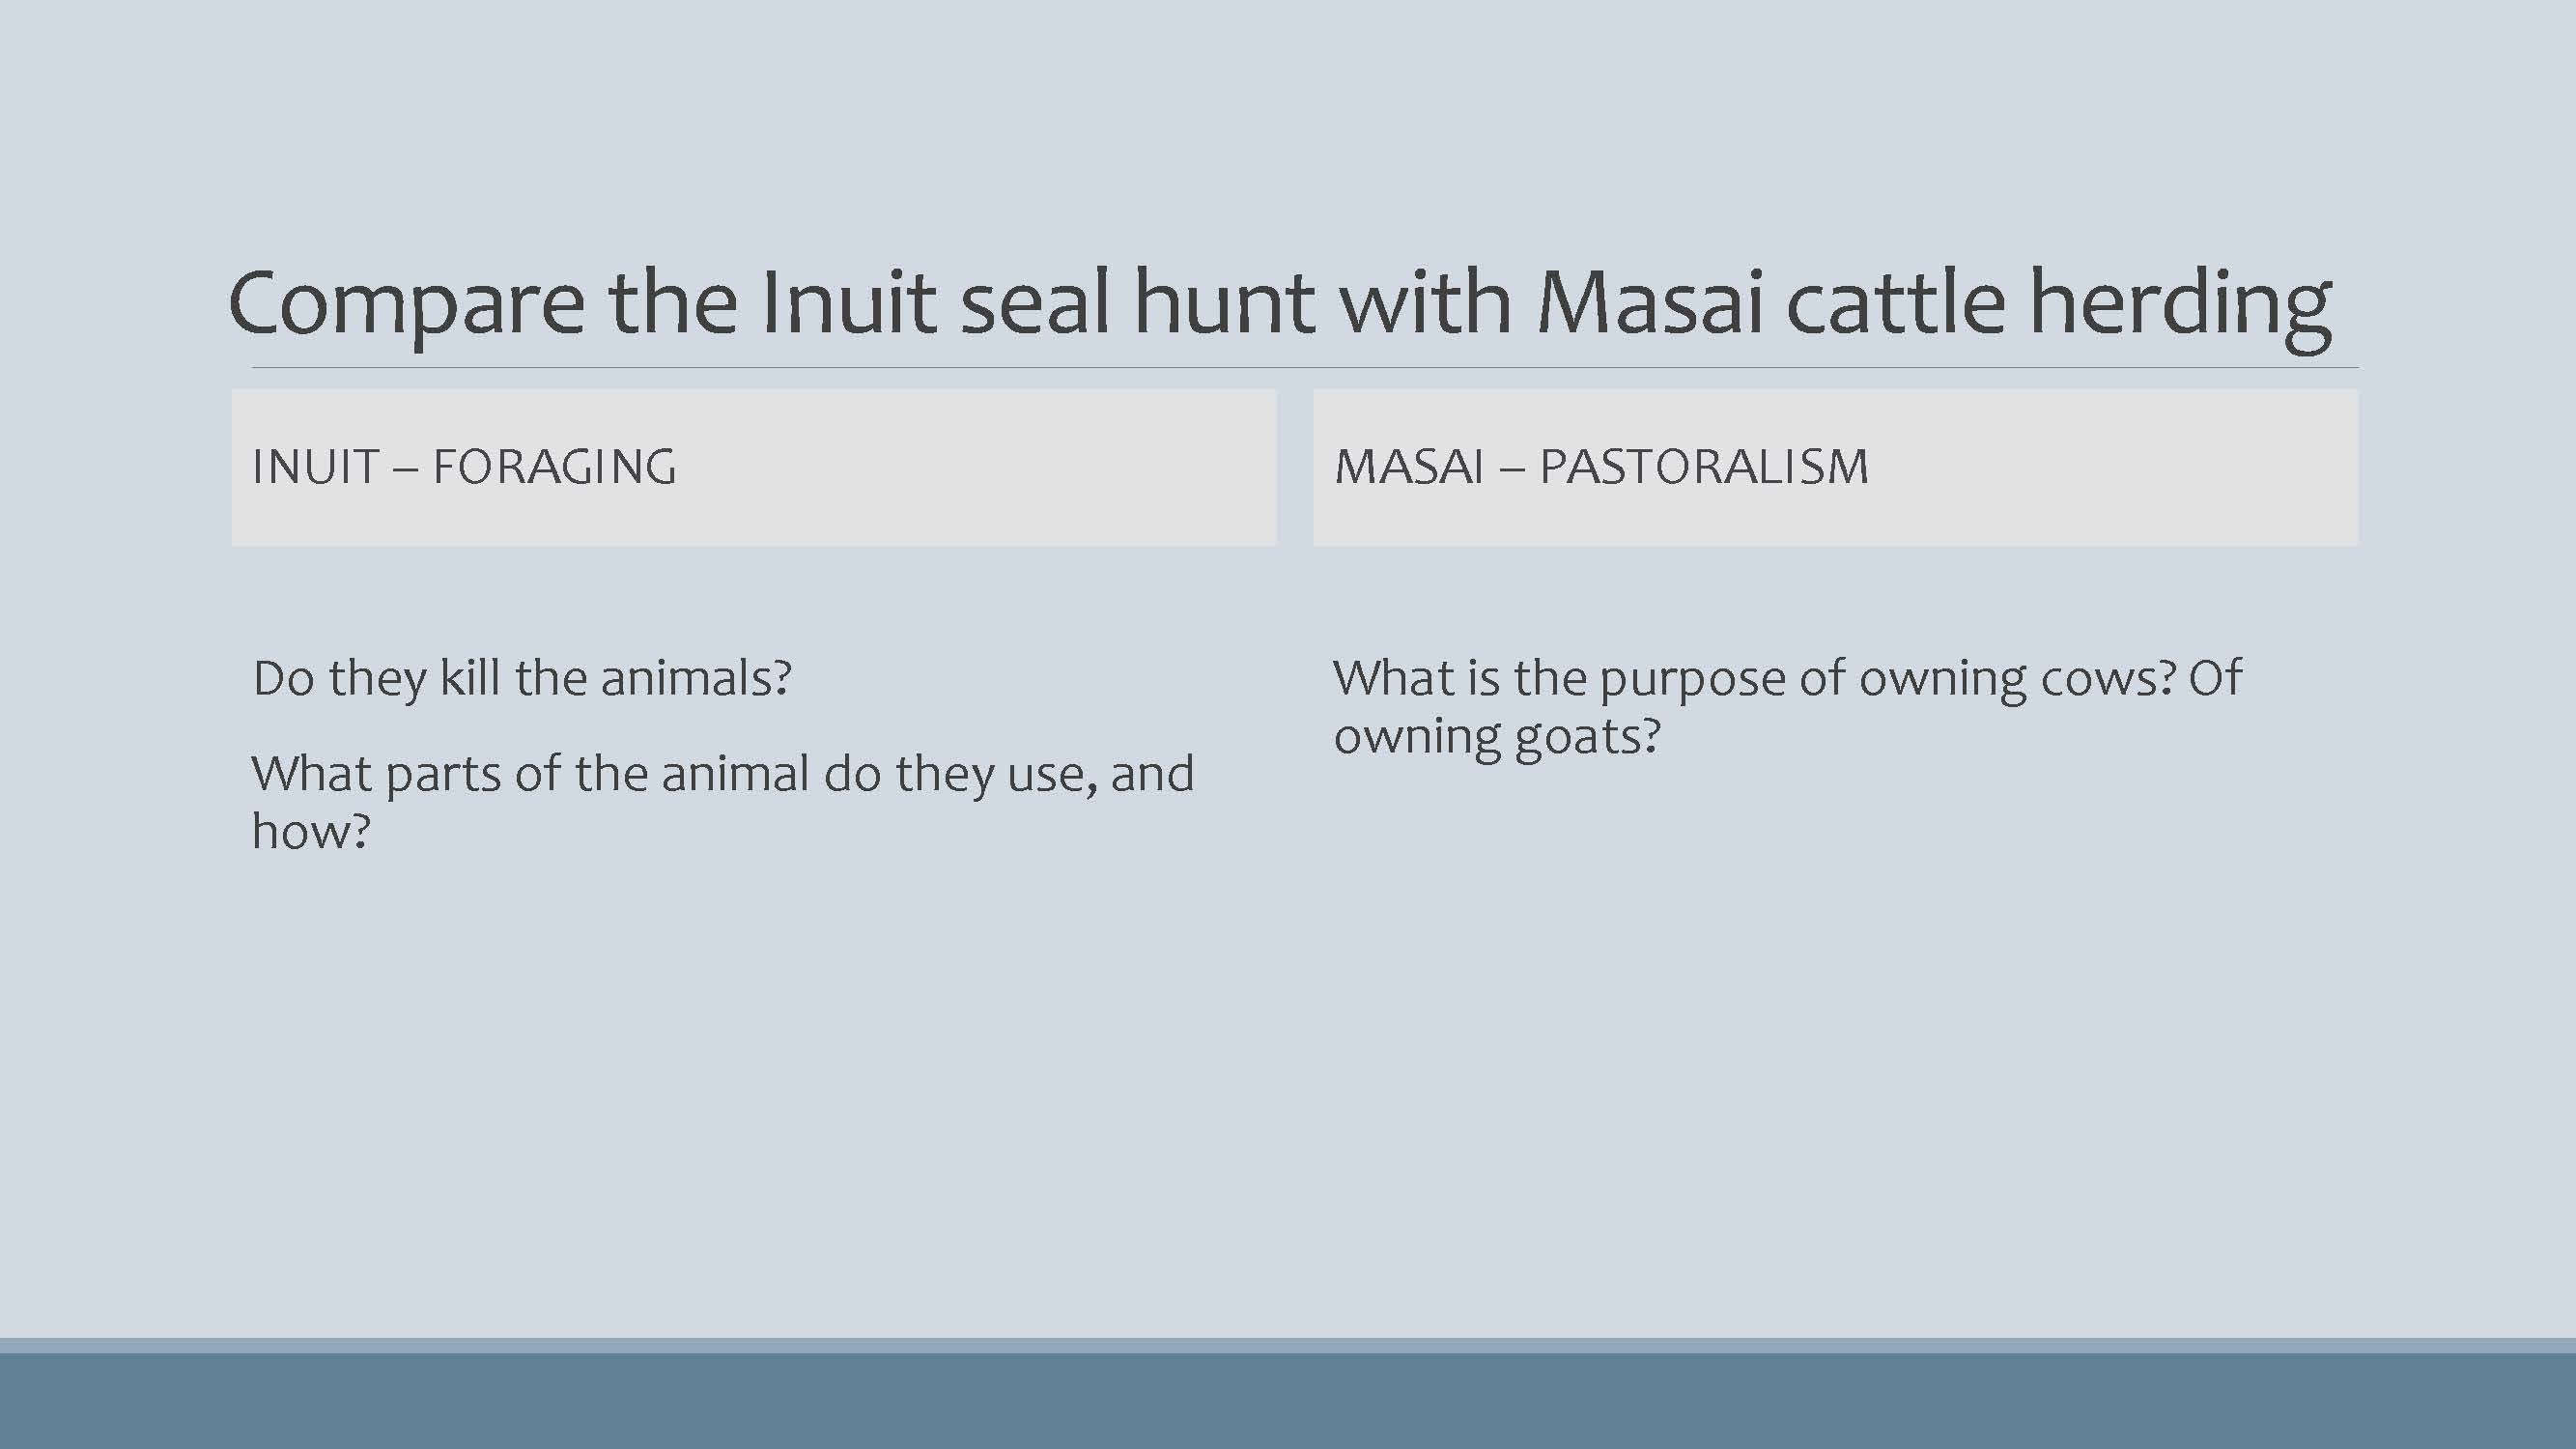 Compare the Inuit seal hunt with Masai cattle herding
INUIT – FORAGING
Do they kill the animals?
What parts of the animal do they use, and
how?
MASAI – PASTORALISM
What is the purpose of owning cows? Of
owning goats?